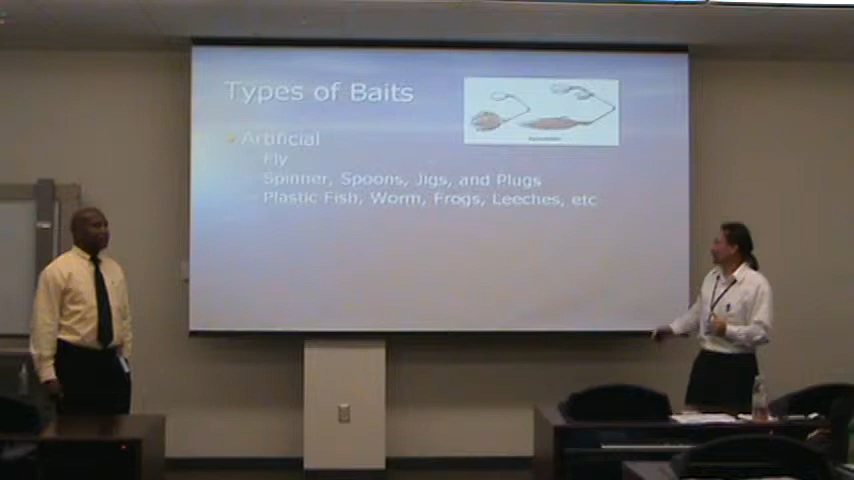 Types of Baits
Artificial
Fly
Spinner, Spoons, Jigs, and Plugs
Plastic Fish, Worm, Frogs, Leeches, etc